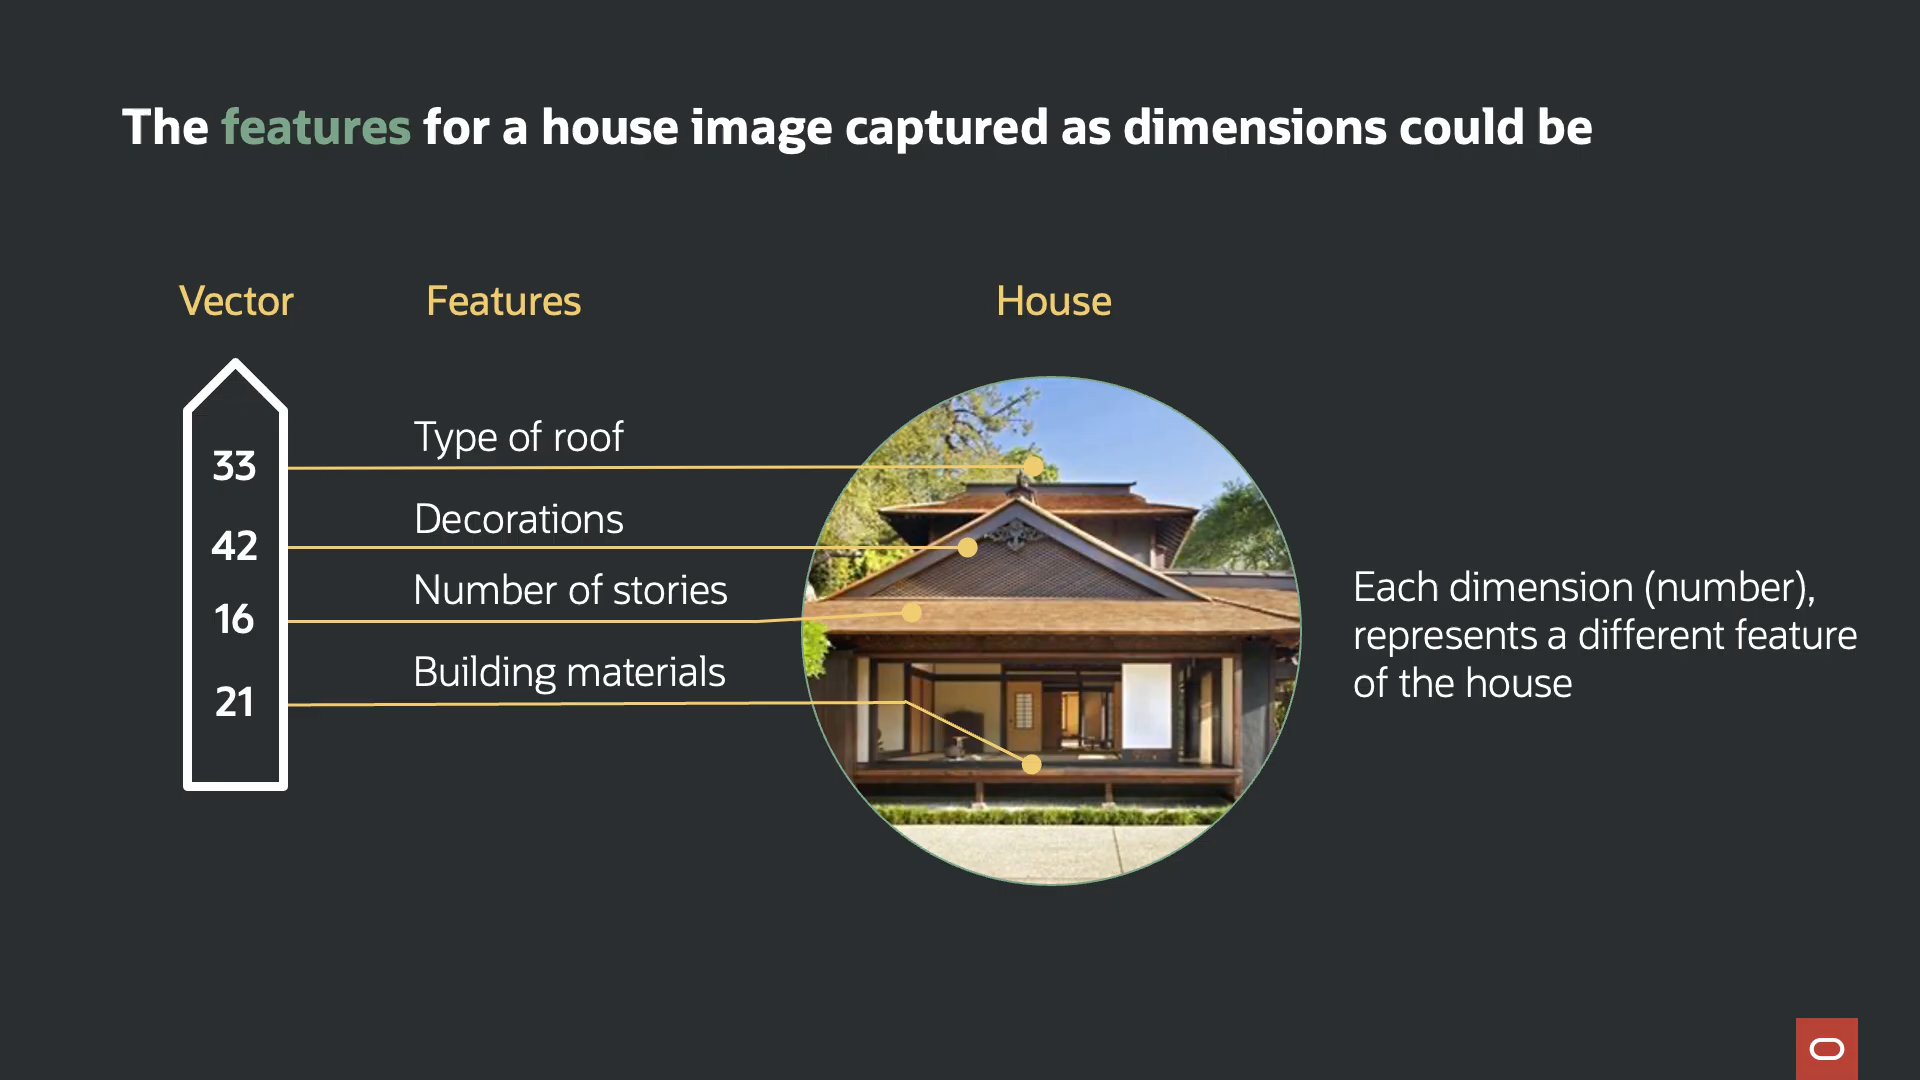 The features for a house image captured as dimensions could be
Vector
Features
House
33
Type of roof
42
Decorations
16
Number of stories
21
Building materials
Each dimension (number),
represents a different feature
of the house